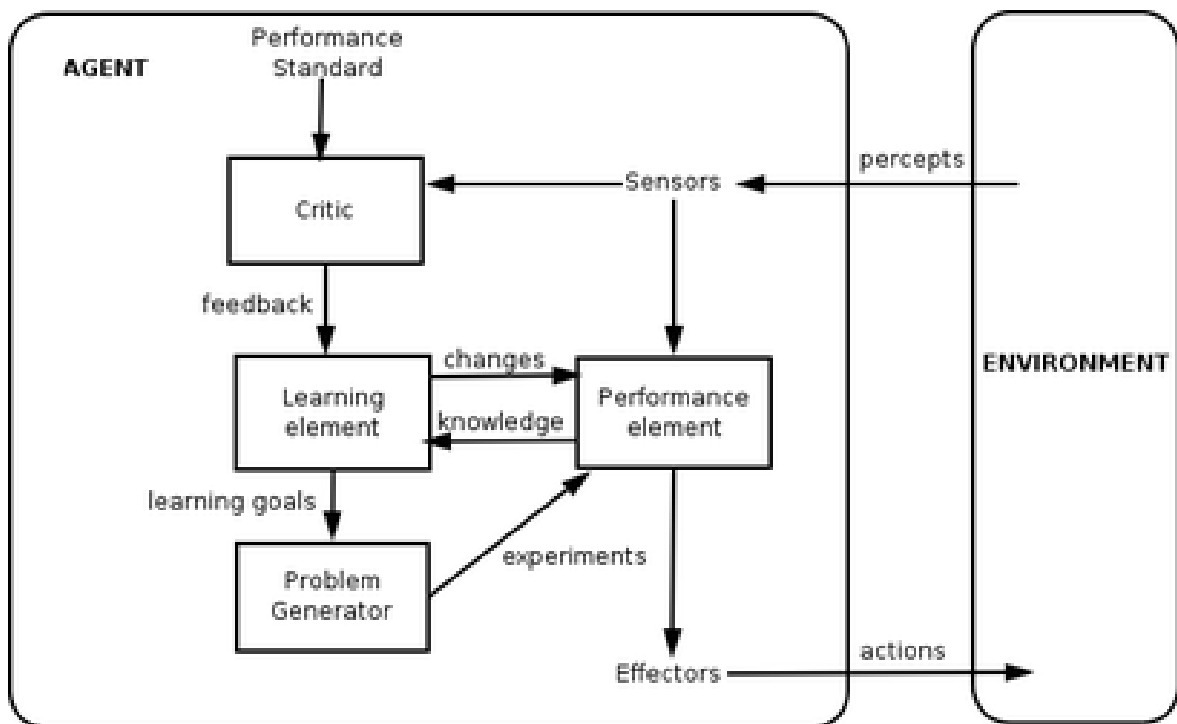 Performance
Standard
AGENT
percepts
Sensors
Critic
feedback
changes
ENVIRONMENT
Learning
element
Performance
element
knowledge
learning goals
experiments
Problem
Generator
actions
Effectors